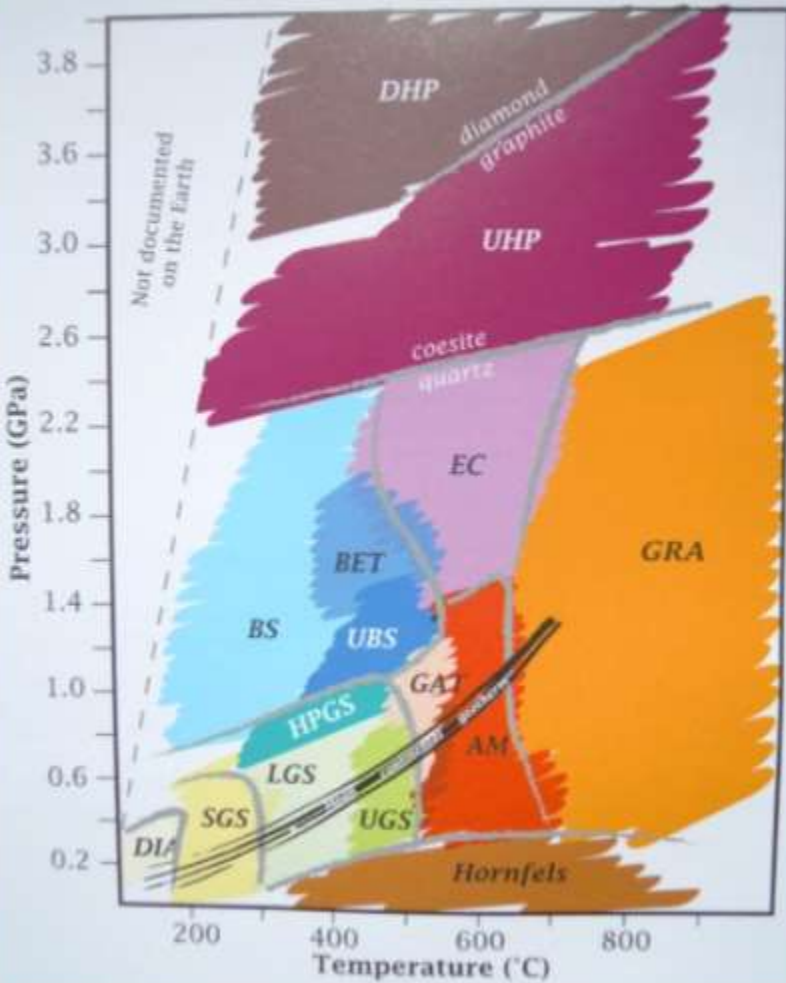 3.8
3.6
3.0
2.6
2.2
1.8
1.4
1.0
0.6
0.2
Pressure (GPa)
Not documented
on the Earth
DHP
diamond
graphite
UHP
coesite
quartz
EC
BET
GRA
BS
UBS
GAT
HPGS
continental geotherm
AM
LGS
SGS
UGS
DIA
Hornfels
200
400
600
800
Temperature (°C)